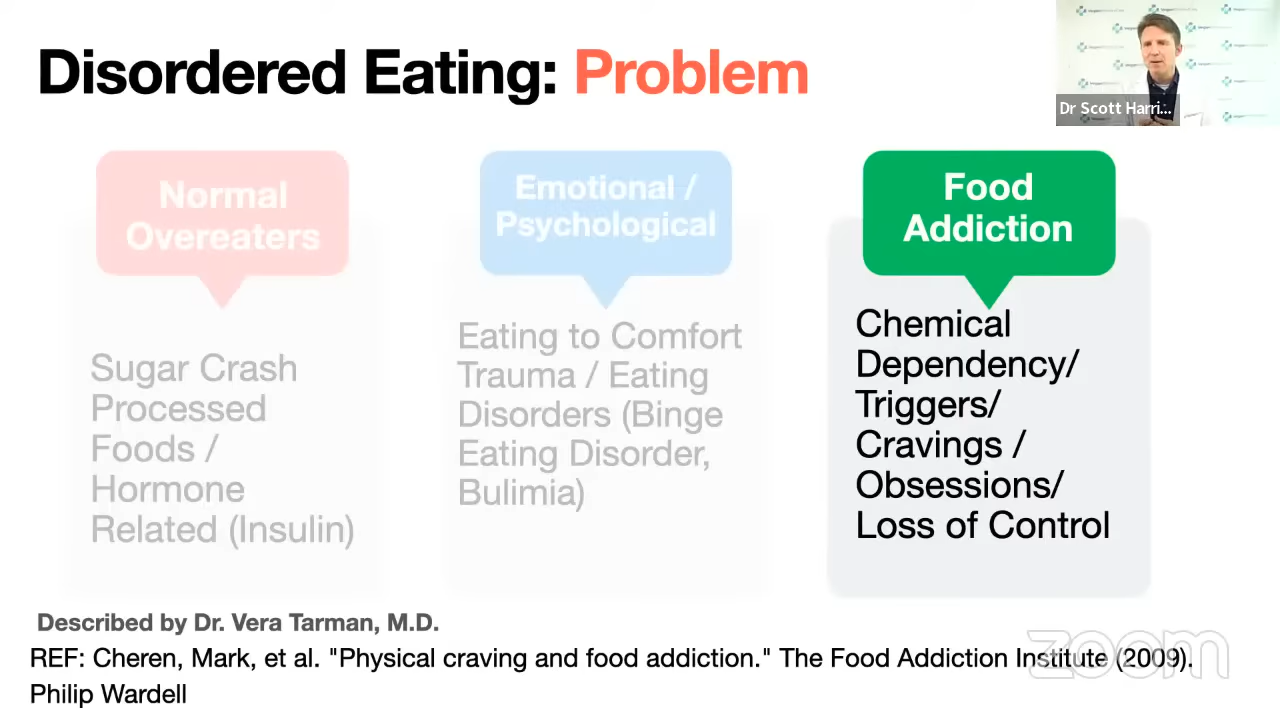 Disordered Eating: Problem
Dr Scott Harri...
Normal
Overeaters
Sugar Crash
Processed
Foods /
Hormone
Related (Insulin)
Emotional /
Psychological
Eating to Comfort
Trauma / Eating
Disorders (Binge
Eating Disorder,
Bulimia)
Food
Addiction
Chemical
Dependency/
Triggers/
Cravings /
Obsessions/
Loss of Control
Described by Dr. Vera Tarman, M.D.
REF: Cheren, Mark, et al. "Physical craving and food addiction." The Food Addiction Institute (2009).
Philip Wardell
zoom